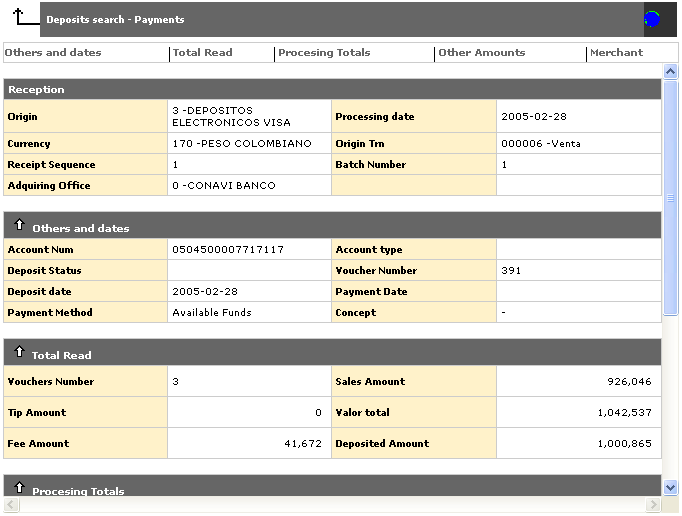 Deposits search - Payments
Others and dates Total Read Procesing Totals Other Amounts Merchant
Reception
Origin 3 -DEPOSITOS ELECTRONICOS VISA Processing date 2005-02-28
Currency 170 -PESO COLOMBIANO Origin Trn 000006 -Venta
Receipt Sequence 1 Batch Number 1
Adquiring Office 0 -CONAVI BANCO
Others and dates
Account Num 0504500007717117 Account type
Deposit Status Voucher Number 391
Deposit date 2005-02-28 Payment Date
Payment Method Available Funds Concept -
Total Read
Vouchers Number 3 Sales Amount 926,046
Tip Amount 0 Valor total 1,042,537
Fee Amount 41,672 Deposited Amount 1,000,865
Procesing Totals